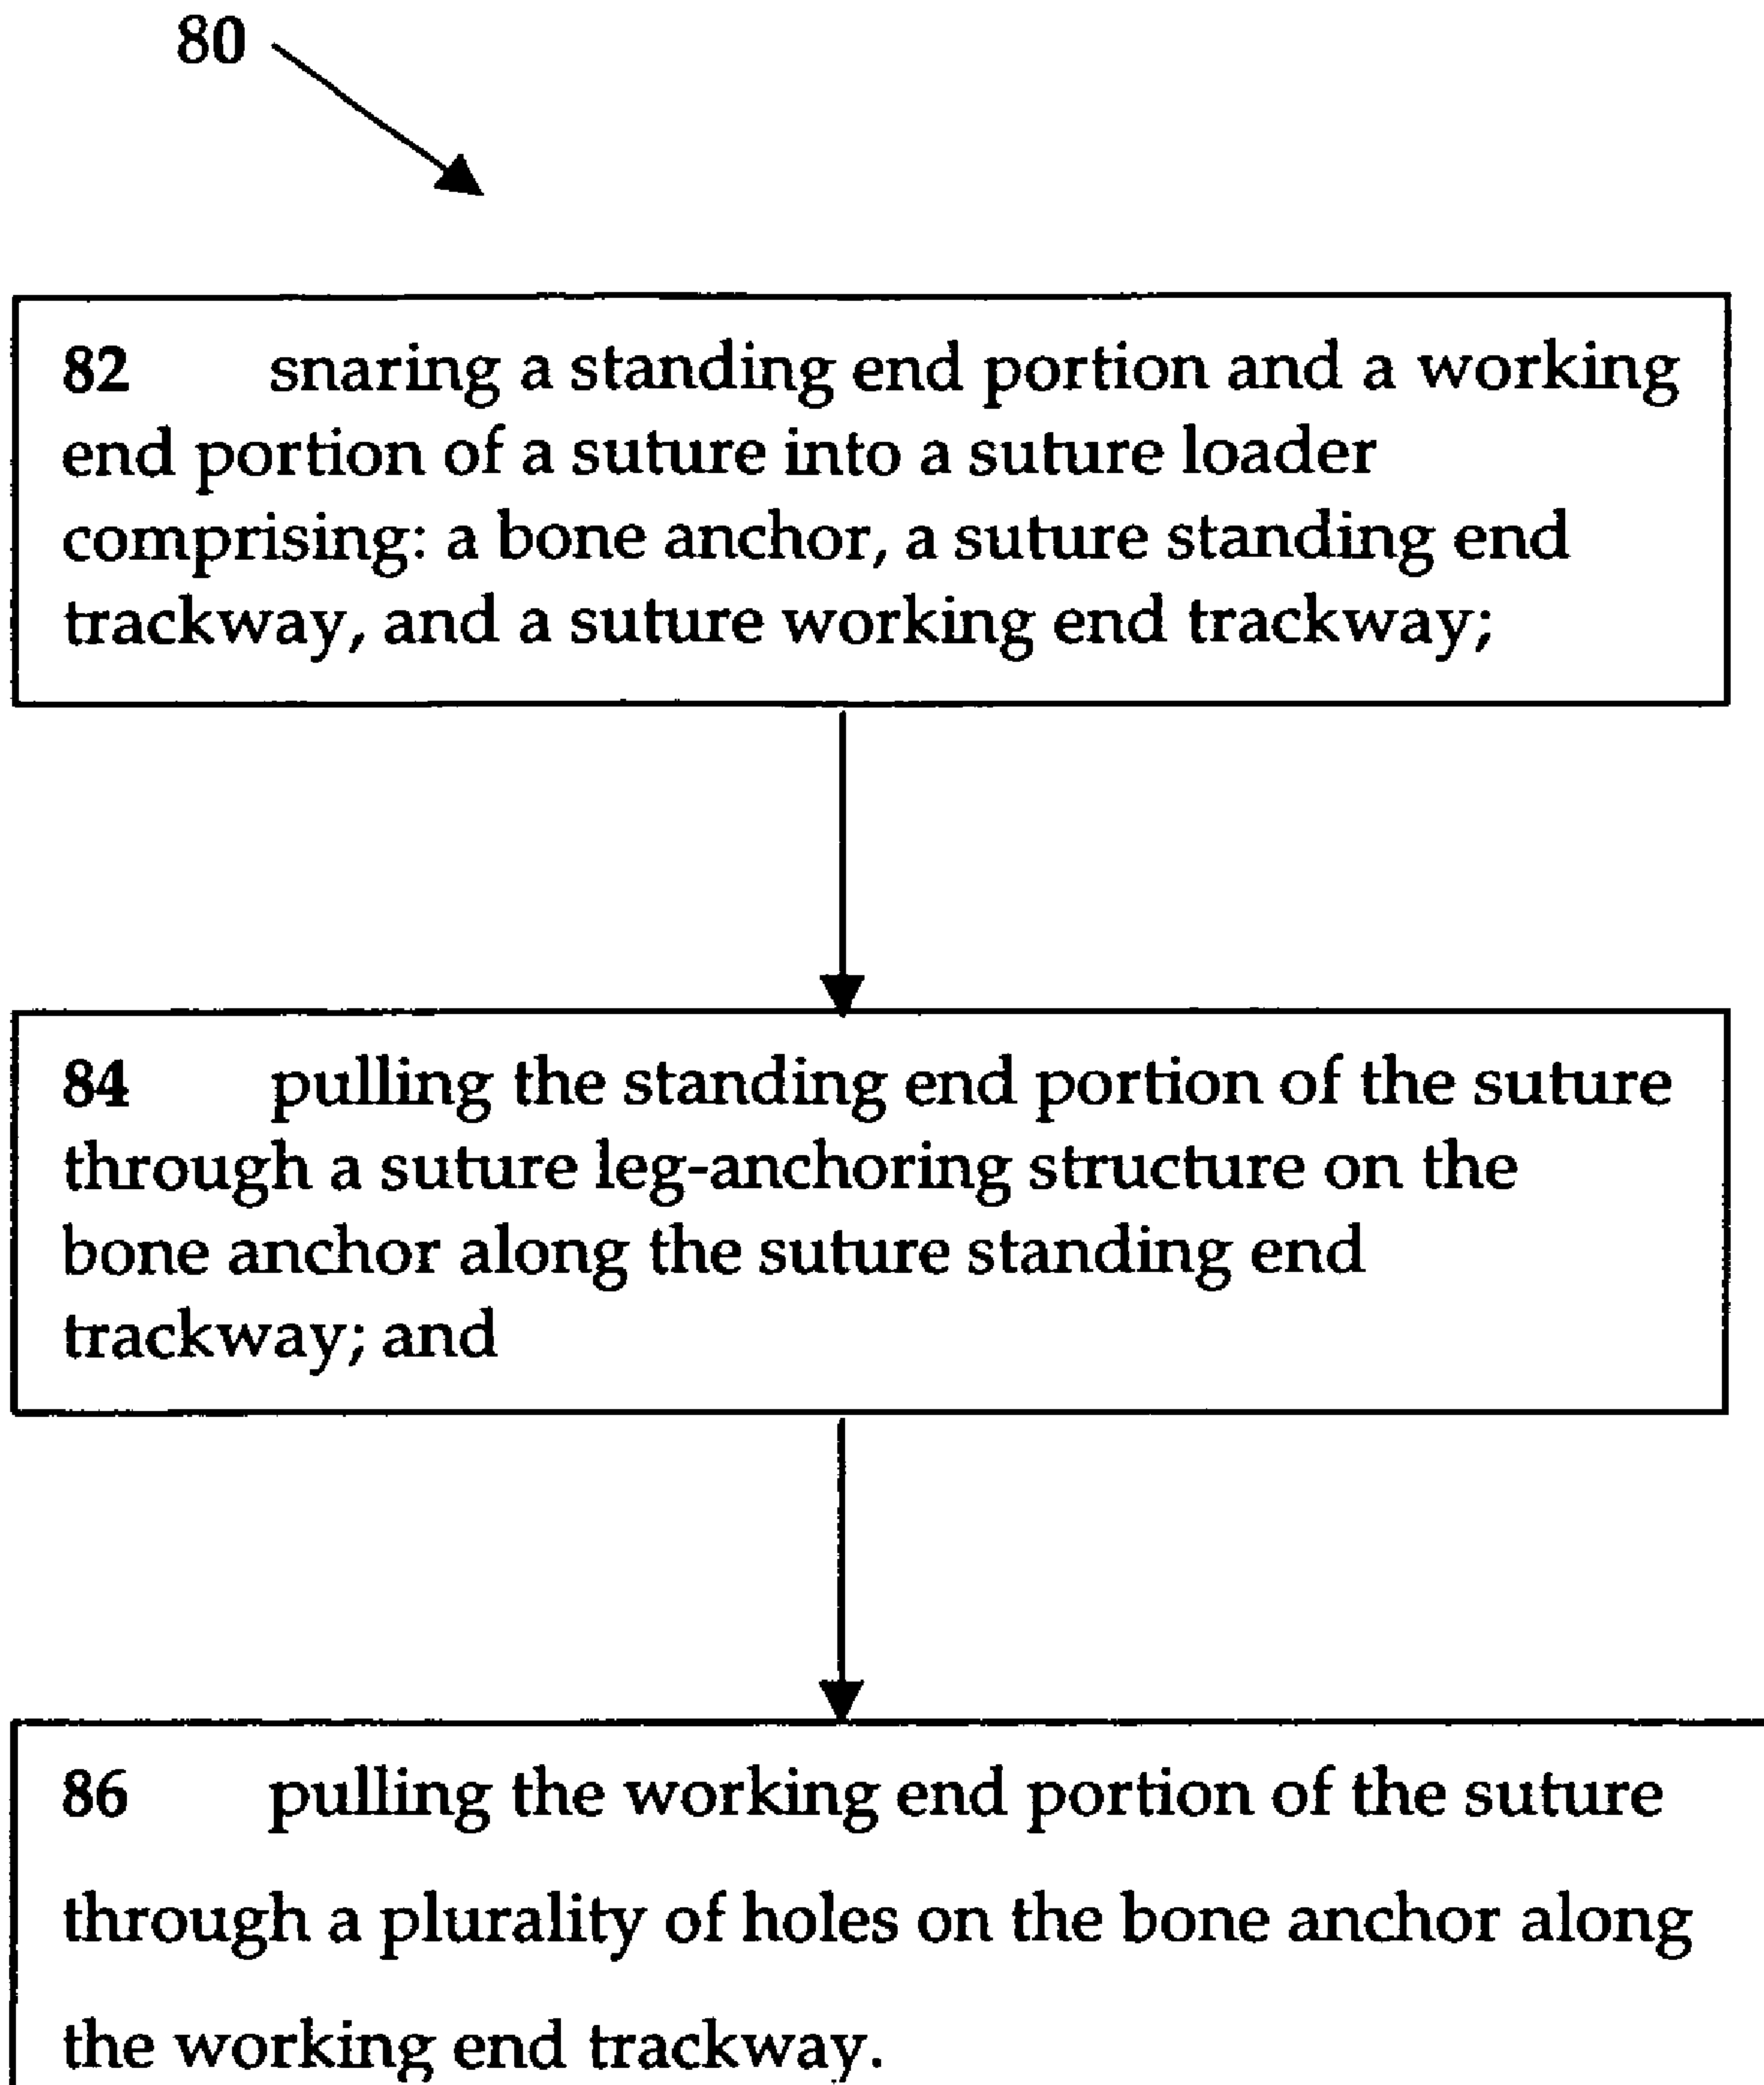 80
82 snaring a standing end portion and a working
end portion of a suture into a suture loader
comprising: a bone anchor, a suture standing end
trackway, and a suture working end trackway;
84 pulling the standing end portion of the suture
through a suture leg-anchoring structure on the
bone anchor along the suture standing end
trackway; and
86 pulling the working end portion of the suture
through a plurality of holes on the bone anchor along
the working end trackway.